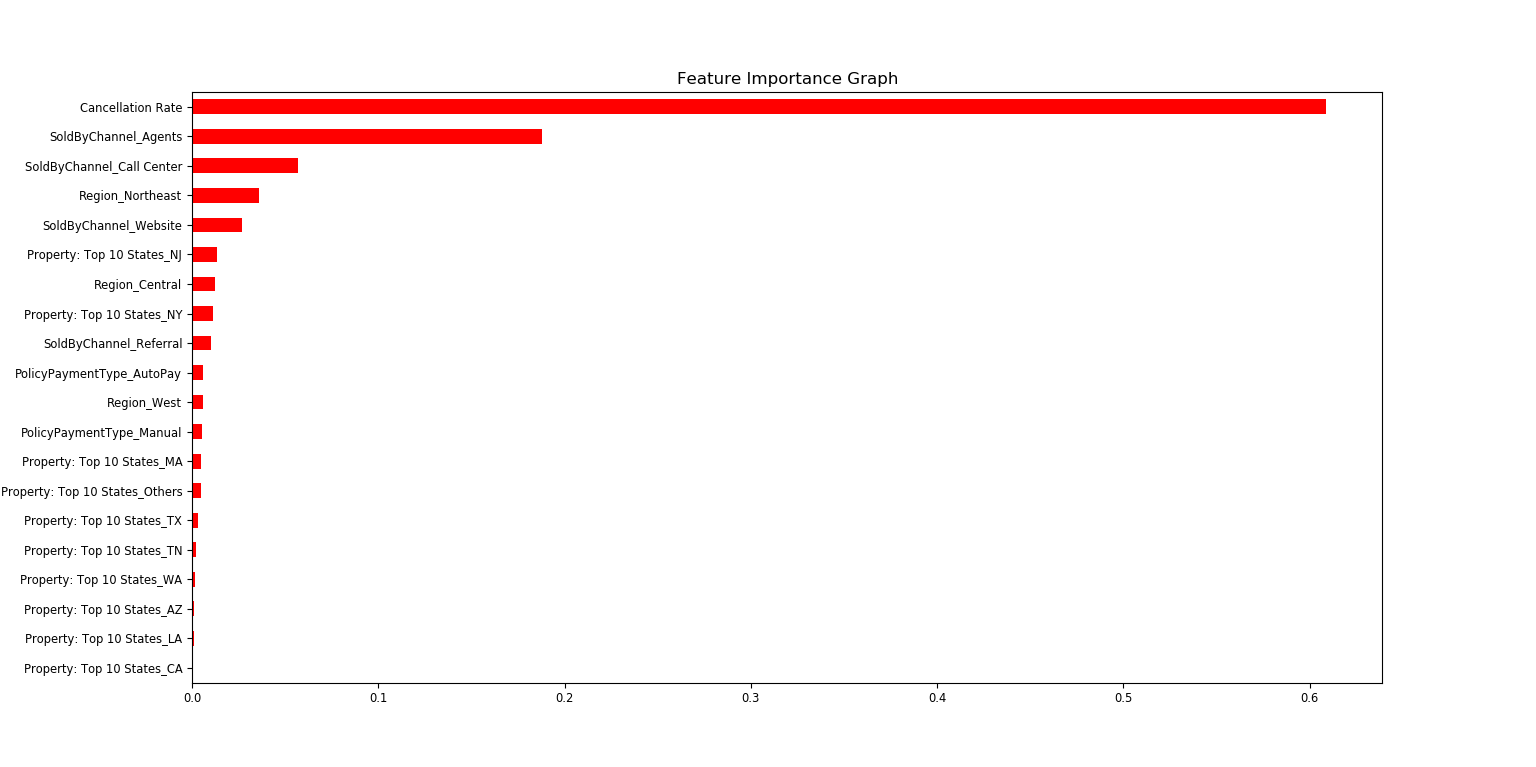 Feature Importance Graph
Cancellation Rate
SoldByChannel_Agents
SoldByChannel_Call Center
Region_Northeast
SoldByChannel_Website
Property: Top 10 States_NJ
Region_Central
Property: Top 10 States_NY
SoldByChannel_Referral
PolicyPaymentType_AutoPay
Region_West
PolicyPaymentType_Manual
Property: Top 10 States_MA
Property: Top 10 States_Others
Property: Top 10 States_TX
Property: Top 10 States_TN
Property: Top 10 States_WA
Property: Top 10 States_AZ
Property: Top 10 States_LA
Property: Top 10 States_CA
0.0 0.1 0.2 0.3 0.4 0.5 0.6